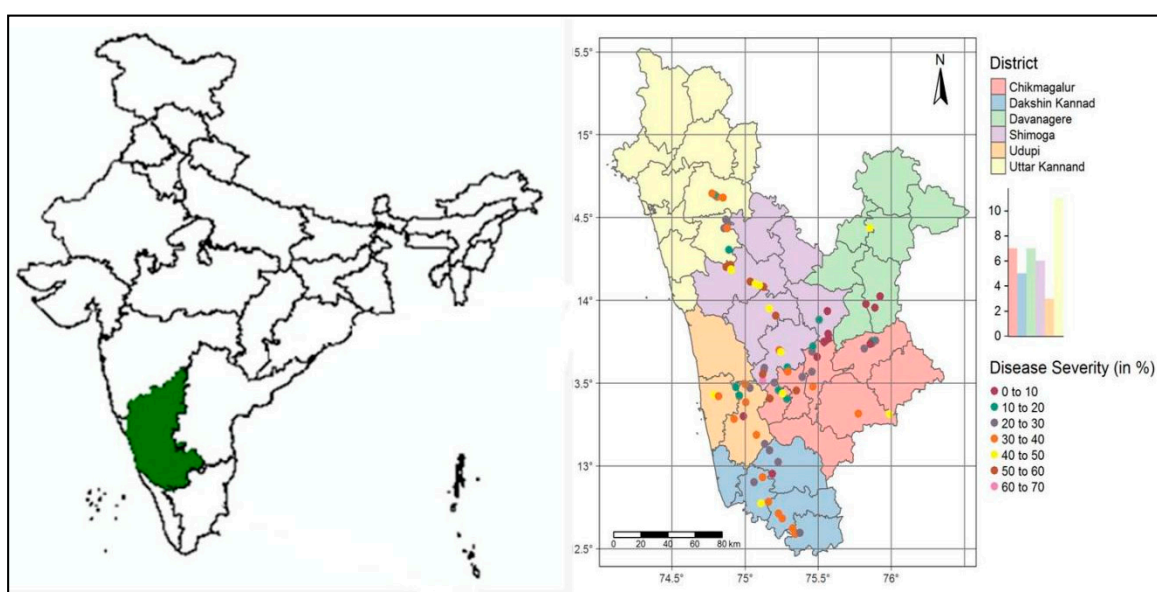 5.5°
15°
14.5°
14°
13.5°
13°
2.5°
74.5°
75°
75.5°
76°
N
0 20 40 60 80 km
District
Chikmagalur
Dakshin Kannad
Davanagere
Shimoga
Udupi
Uttar Kannand
10
8
6
4
2
0
Disease Severity (in %)
0 to 10
10 to 20
20 to 30
30 to 40
40 to 50
50 to 60
60 to 70